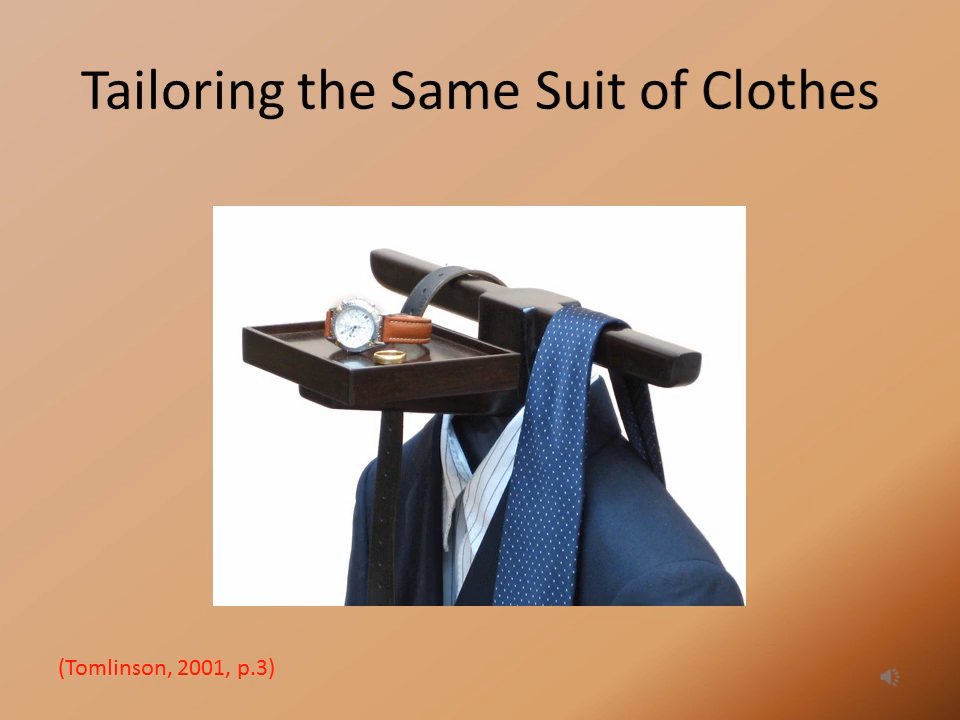 Tailoring the Same Suit of Clothes
(Tomlinson, 2001, p.3)